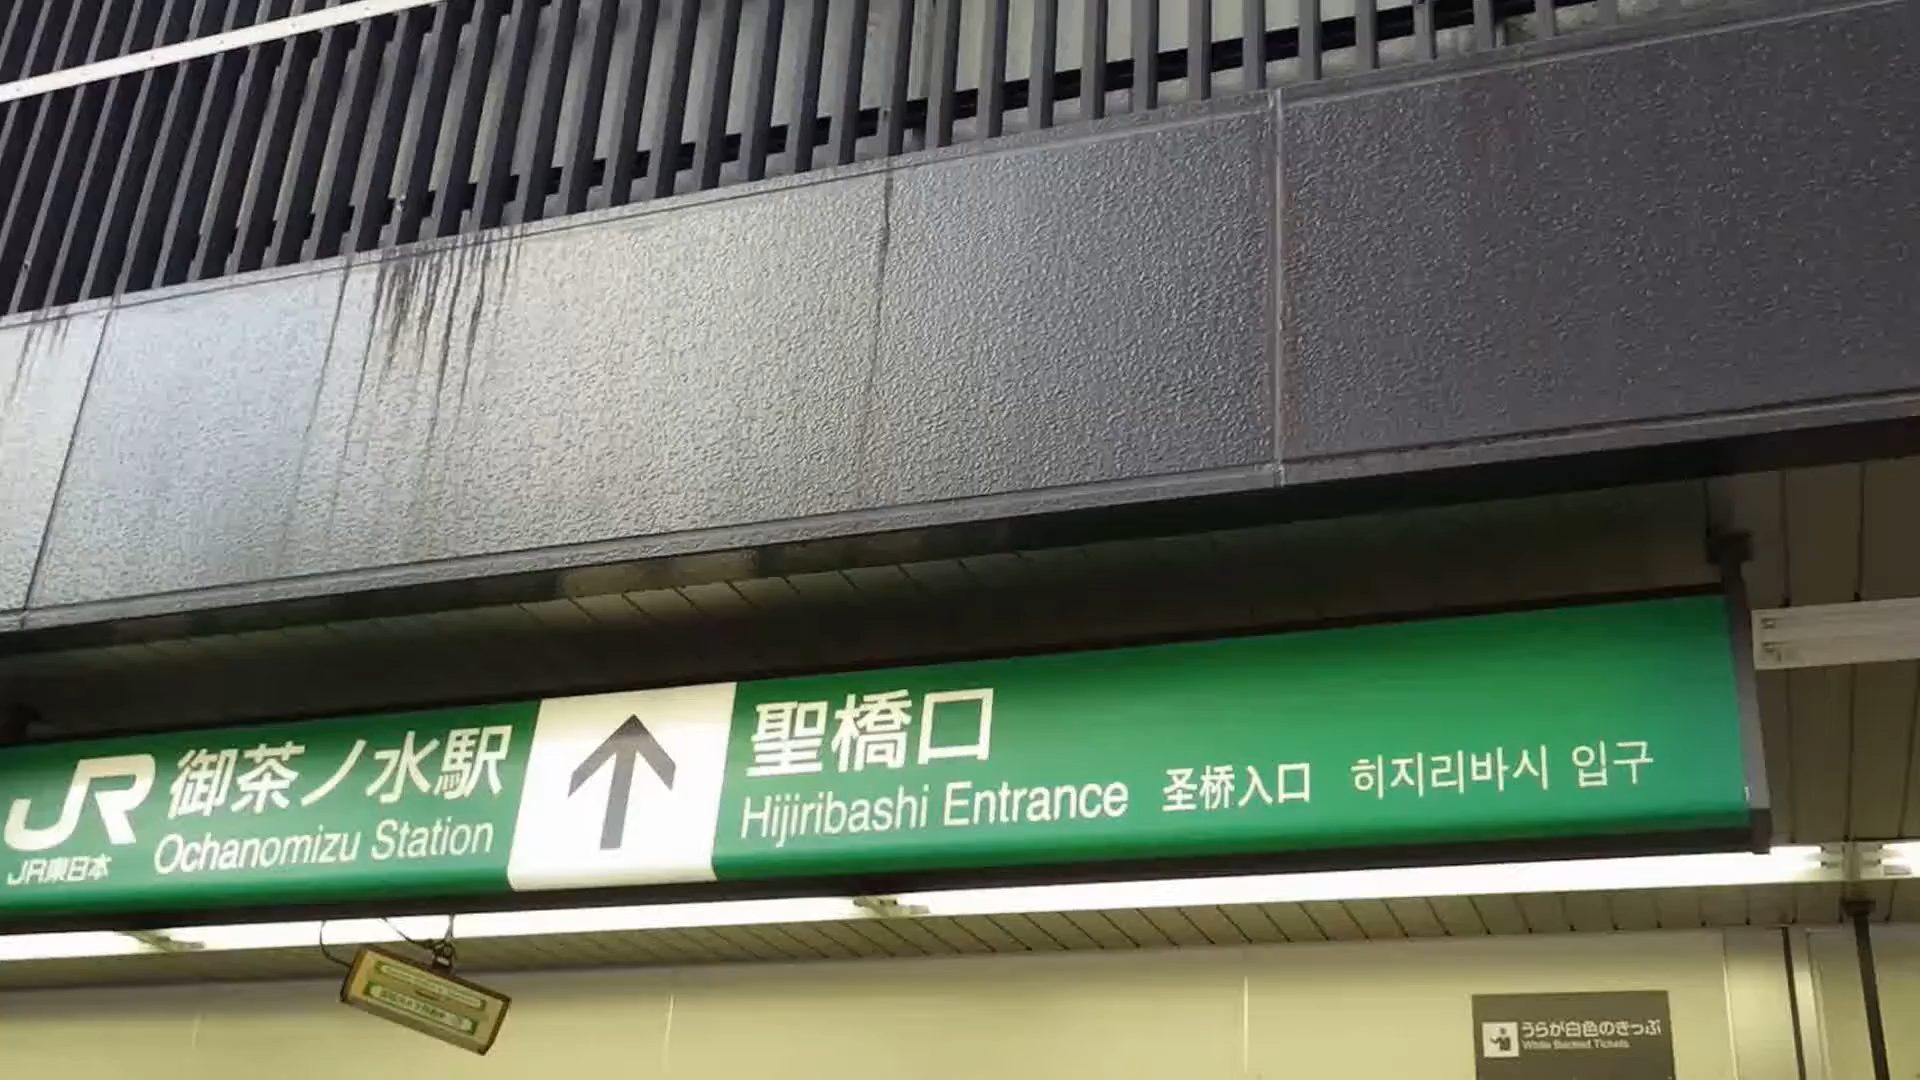 JR
JR東日本
御茶ノ水駅
Ochanomizu Station
聖橋口
Hijiribashi Entrance 圣桥入口 히지리바시 입구
うらが白色のきっぷ
White Backed Tickets